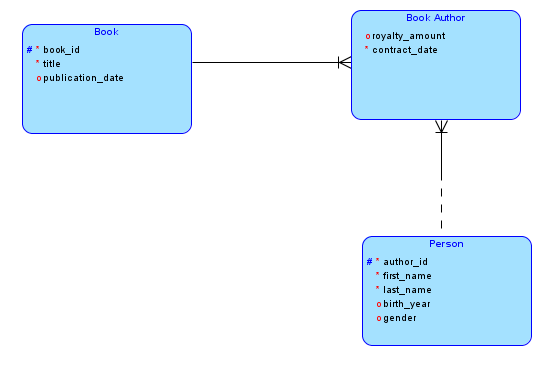 Book
# * book_id
* title
o publication_date
Book Author
o royalty_amount
* contract_date
Person
# * author_id
* first_name
* last_name
o birth_year
o gender